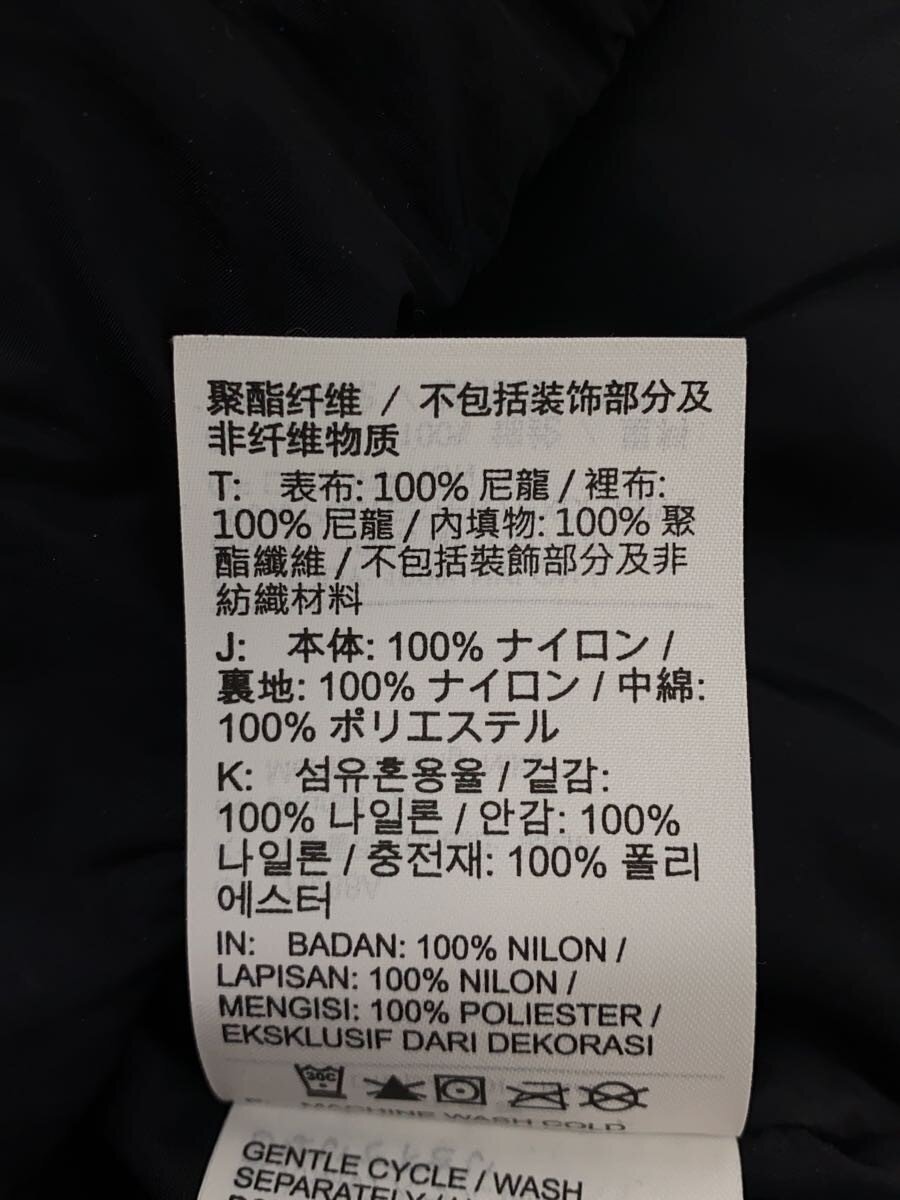 聚酯纤维 / 不包括装饰部分及
非纤维物质
T: 表布: 100% 尼龍 / 裡布:
100% 尼龍 / 內填物: 100% 聚
酯纖維 / 不包括裝飾部分及非
紡織材料
J: 本体: 100% ナイロン /
裏地: 100% ナイロン / 中綿:
100% ポリエステル
K: 섬유혼용율 / 겉감:
100% 나일론 / 안감: 100%
나일론 / 충전재: 100% 폴리
에스터
IN: BADAN: 100% NILON /
LAPISAN: 100% NILON /
MENGISI: 100% POLIESTER /
EKSKLUSIF DARI DEKORASI
30C
MACHINE WASH COLD
GENTLE CYCLE / WASH
SEPARATELY /